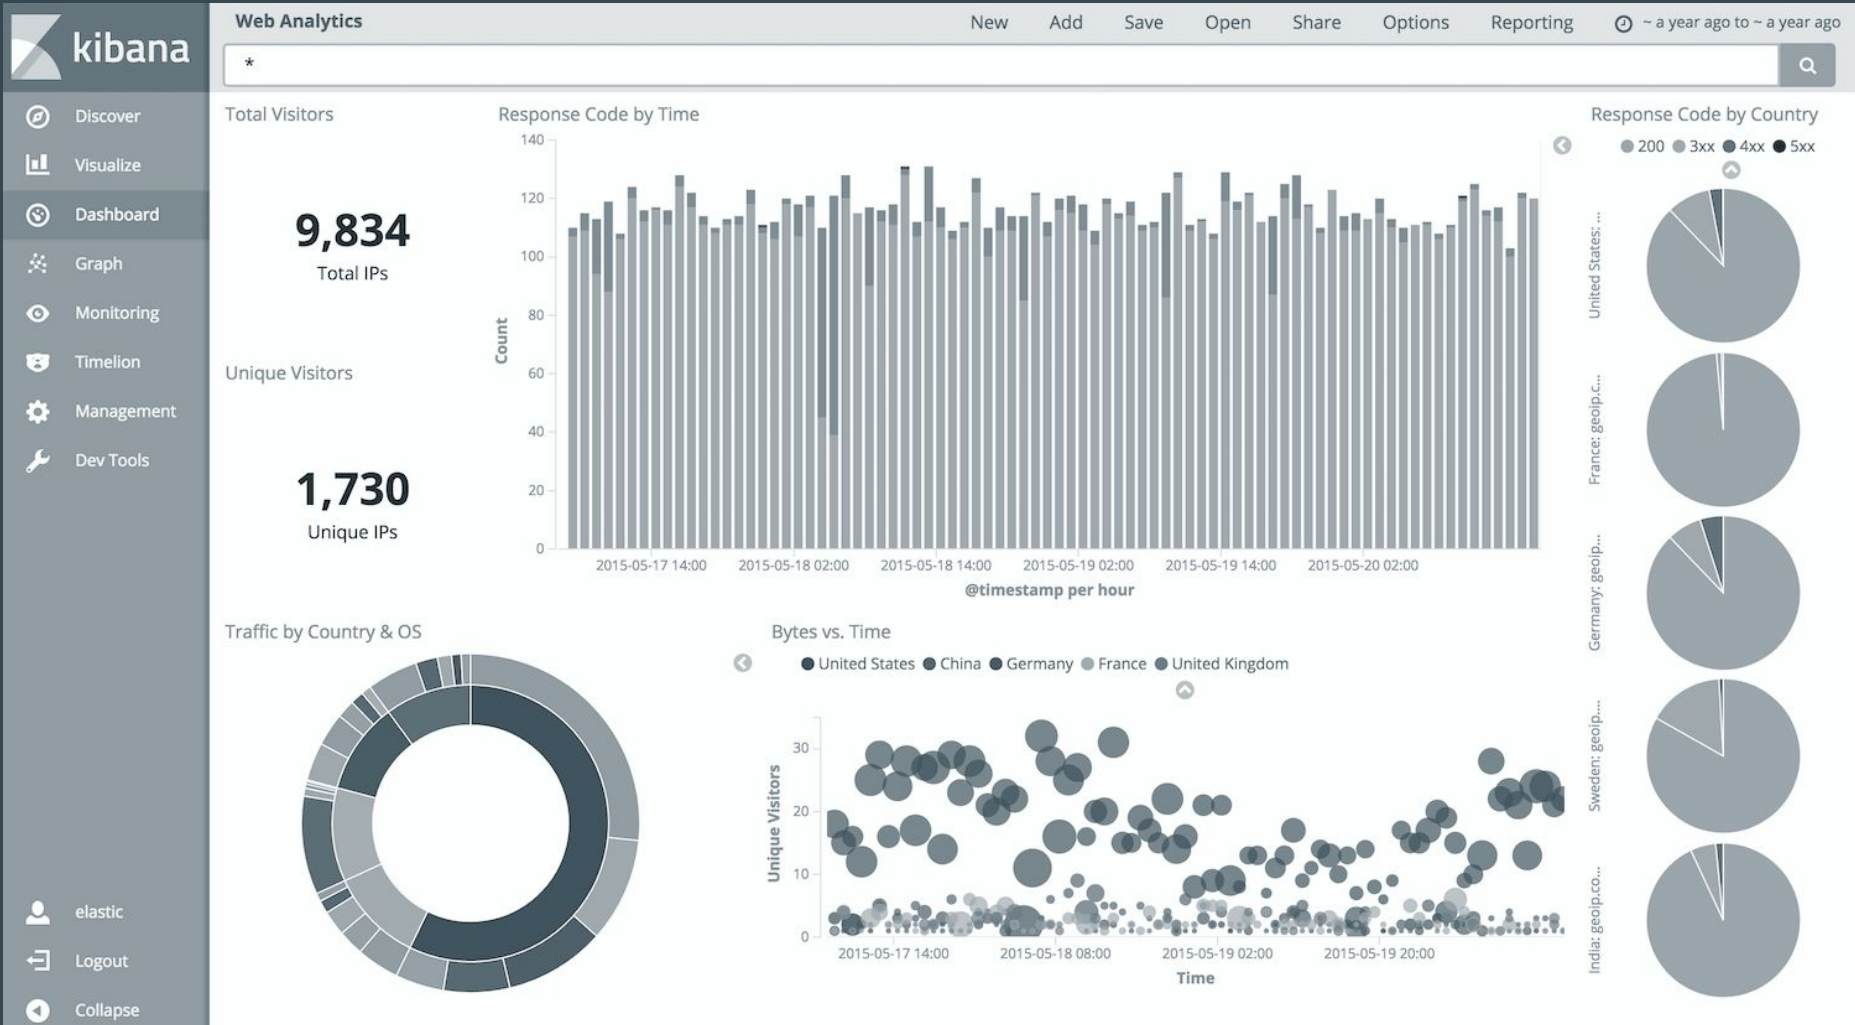 kibana
Discover
Visualize
Dashboard
Graph
Monitoring
Timelion
Management
Dev Tools
elastic
Logout
Collapse
Web Analytics
New Add Save Open Share Options Reporting ~ a year ago to ~ a year ago
*
Total Visitors
9,834
Total IPs
Unique Visitors
1,730
Unique IPs
Response Code by Time
140
120
100
80
60
40
20
0
Count
2015-05-17 14:00 2015-05-18 02:00 2015-05-18 14:00 2015-05-19 02:00 2015-05-19 14:00 2015-05-20 02:00
@timestamp per hour
Response Code by Country
200 3xx 4xx 5xx
United States: ...
France: geoip.c...
Germany: geoip...
Sweden: geoip....
India: geoip.co...
Traffic by Country & OS
Bytes vs. Time
United States China Germany France United Kingdom
30
20
10
0
Unique Visitors
2015-05-17 14:00 2015-05-18 08:00 2015-05-19 02:00 2015-05-19 20:00
Time